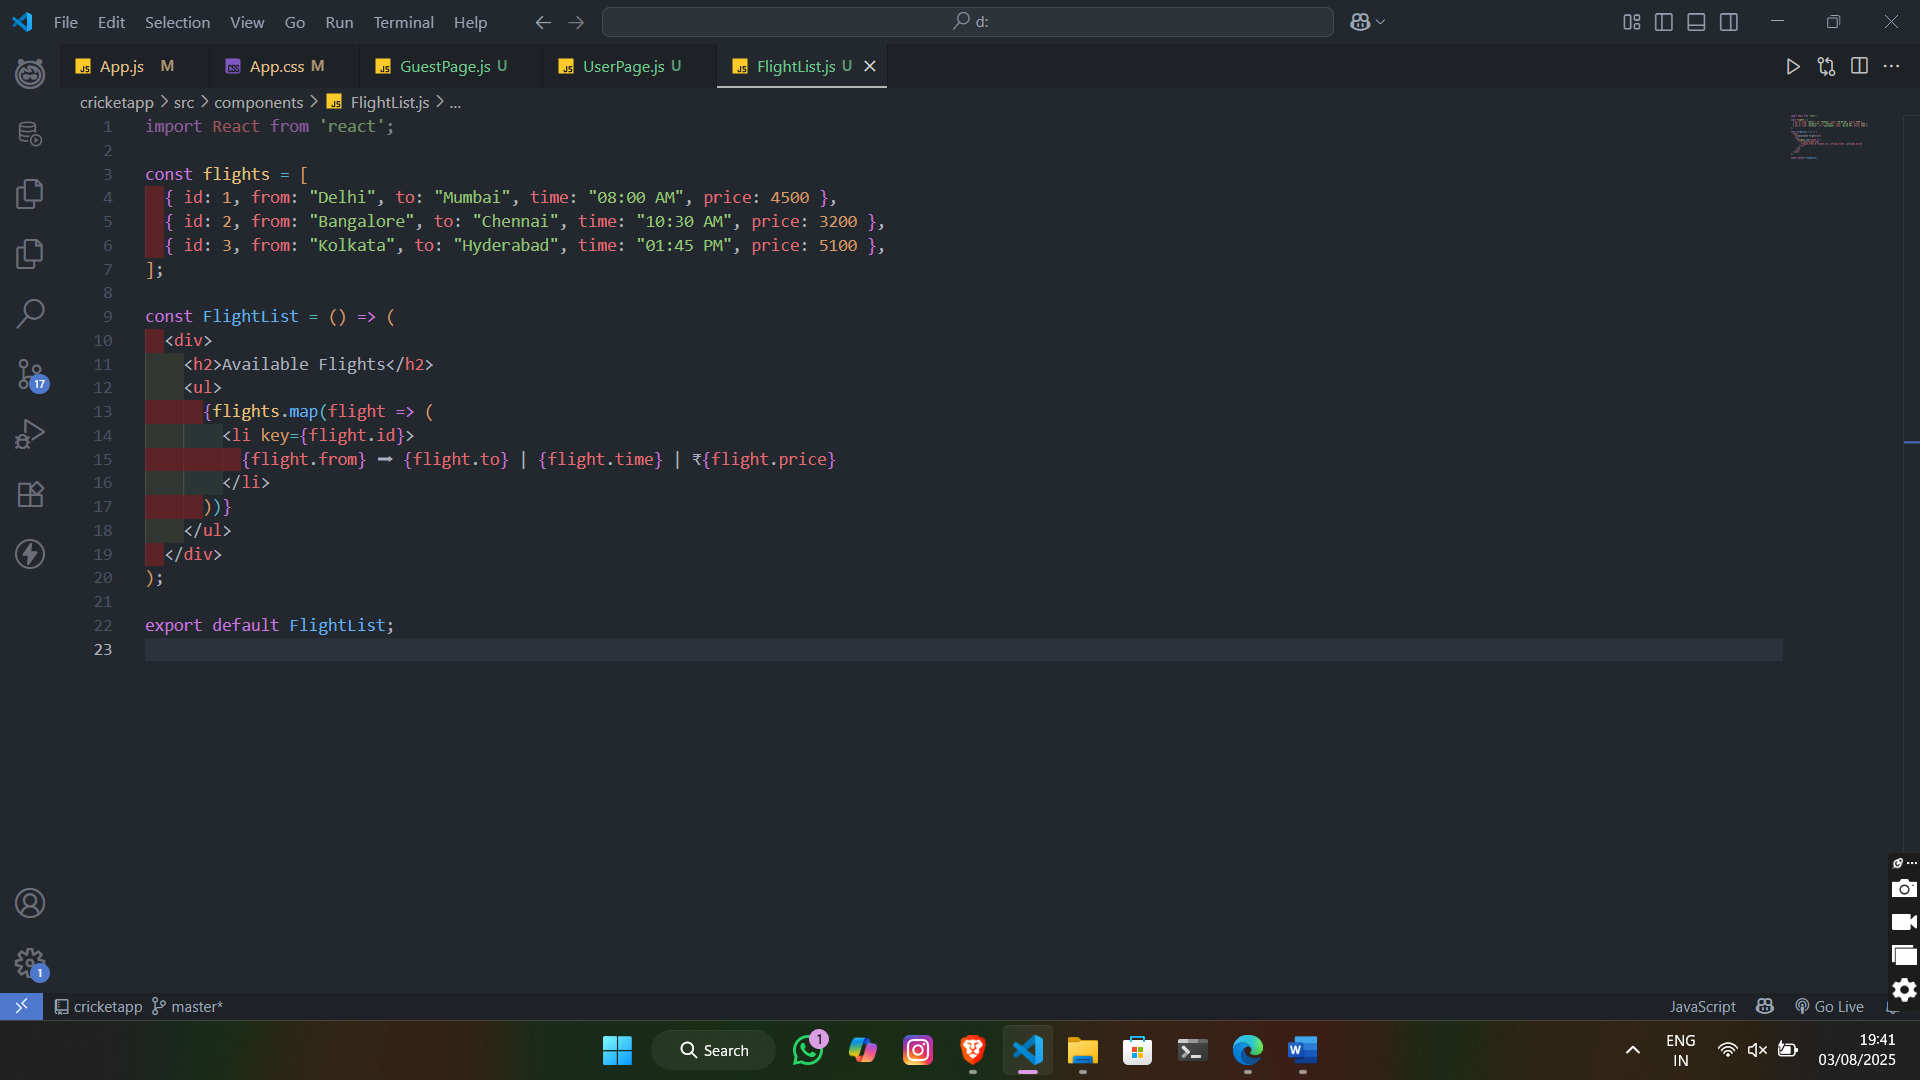 File Edit Selection View Go Run Terminal Help
d:
JS App.js M
CSS App.css M
JS GuestPage.js U
JS UserPage.js U
JS FlightList.js U
cricketapp > src > components > JS FlightList.js > ...
1 import React from 'react';
2
3 const flights = [
4 { id: 1, from: "Delhi", to: "Mumbai", time: "08:00 AM", price: 4500 },
5 { id: 2, from: "Bangalore", to: "Chennai", time: "10:30 AM", price: 3200 },
6 { id: 3, from: "Kolkata", to: "Hyderabad", time: "01:45 PM", price: 5100 },
7 ];
8
9 const FlightList = () => (
10 <div>
11 <h2>Available Flights</h2>
12 <ul>
13 {flights.map(flight => (
14 <li key={flight.id}>
15 {flight.from} ➡ {flight.to} | {flight.time} | ₹{flight.price}
16 </li>
17 ))}
18 </ul>
19 </div>
20 );
21
22 export default FlightList;
23
17
1
cricketapp master* JavaScript Go Live
Search
1
W
ENG
IN
19:41
03/08/2025